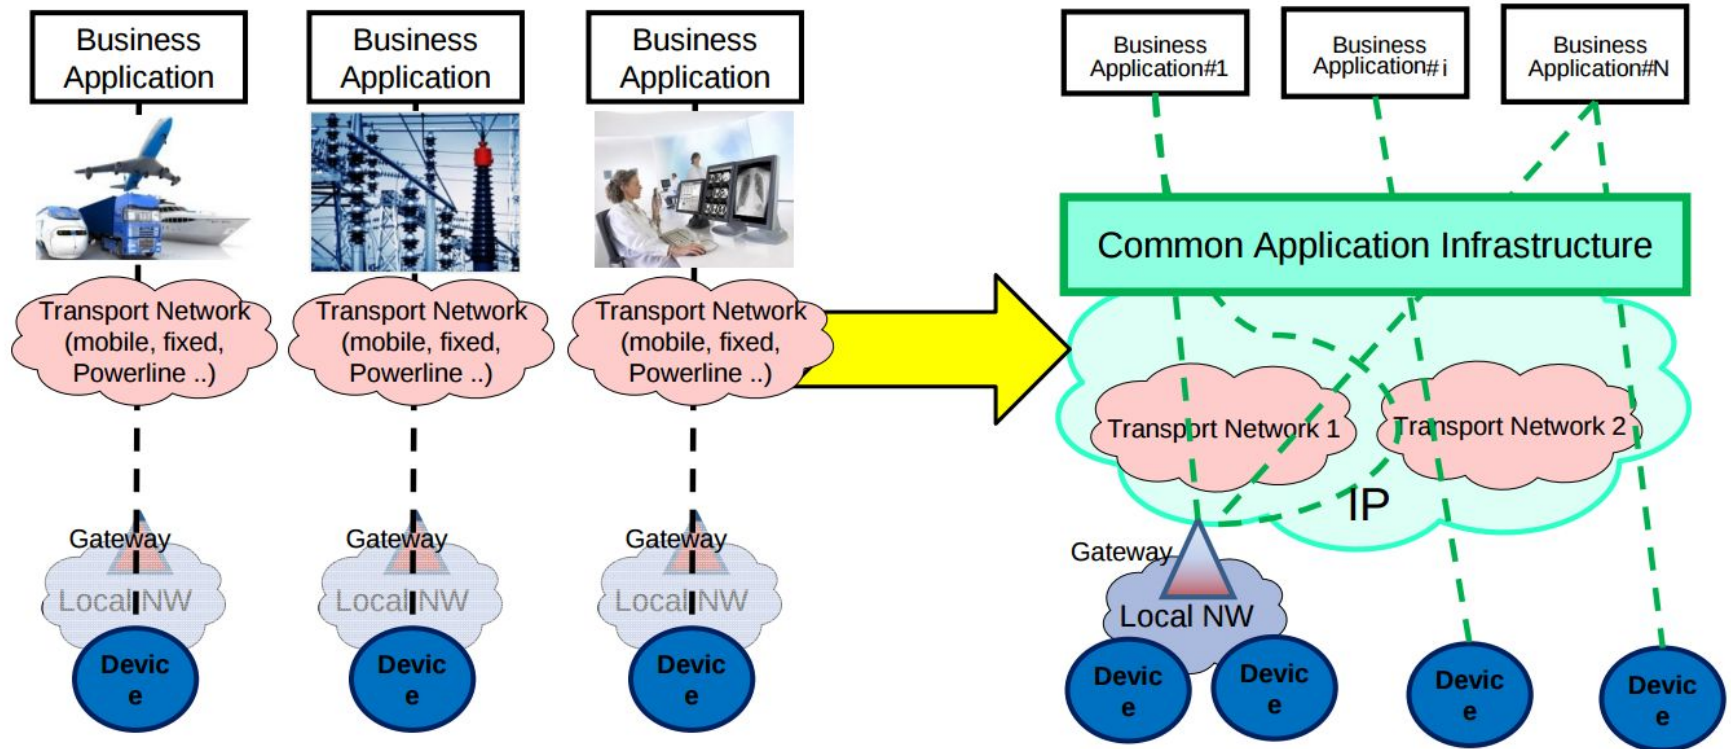 Business
Application
Transport Network
(mobile, fixed,
Powerline ..)
Gateway
Local NW
Devic
e
Business
Application
Transport Network
(mobile, fixed,
Powerline ..)
Gateway
Local NW
Devic
e
Business
Application
Transport Network
(mobile, fixed,
Powerline ..)
Gateway
Local NW
Devic
e
Business
Application#1
Business
Application# i
Business
Application#N
Common Application Infrastructure
Transport Network 1
Transport Network 2
IP
Gateway
Local NW
Devic
e
Devic
e
Devic
e
Devic
e